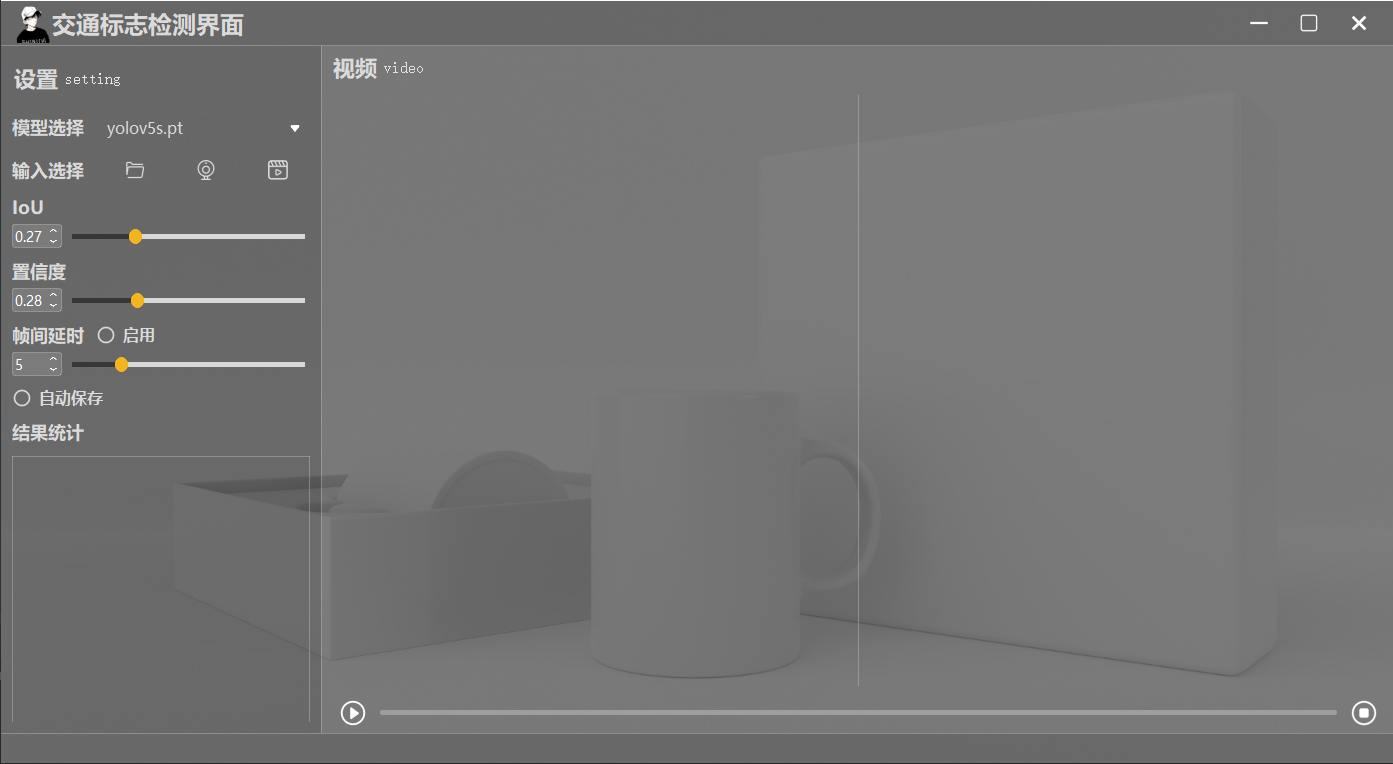 交通标志检测界面
设置 setting
模型选择 yolov5s.pt
输入选择
IoU
0.27
置信度
0.28
帧间延时 启用
5
自动保存
结果统计
视频 video